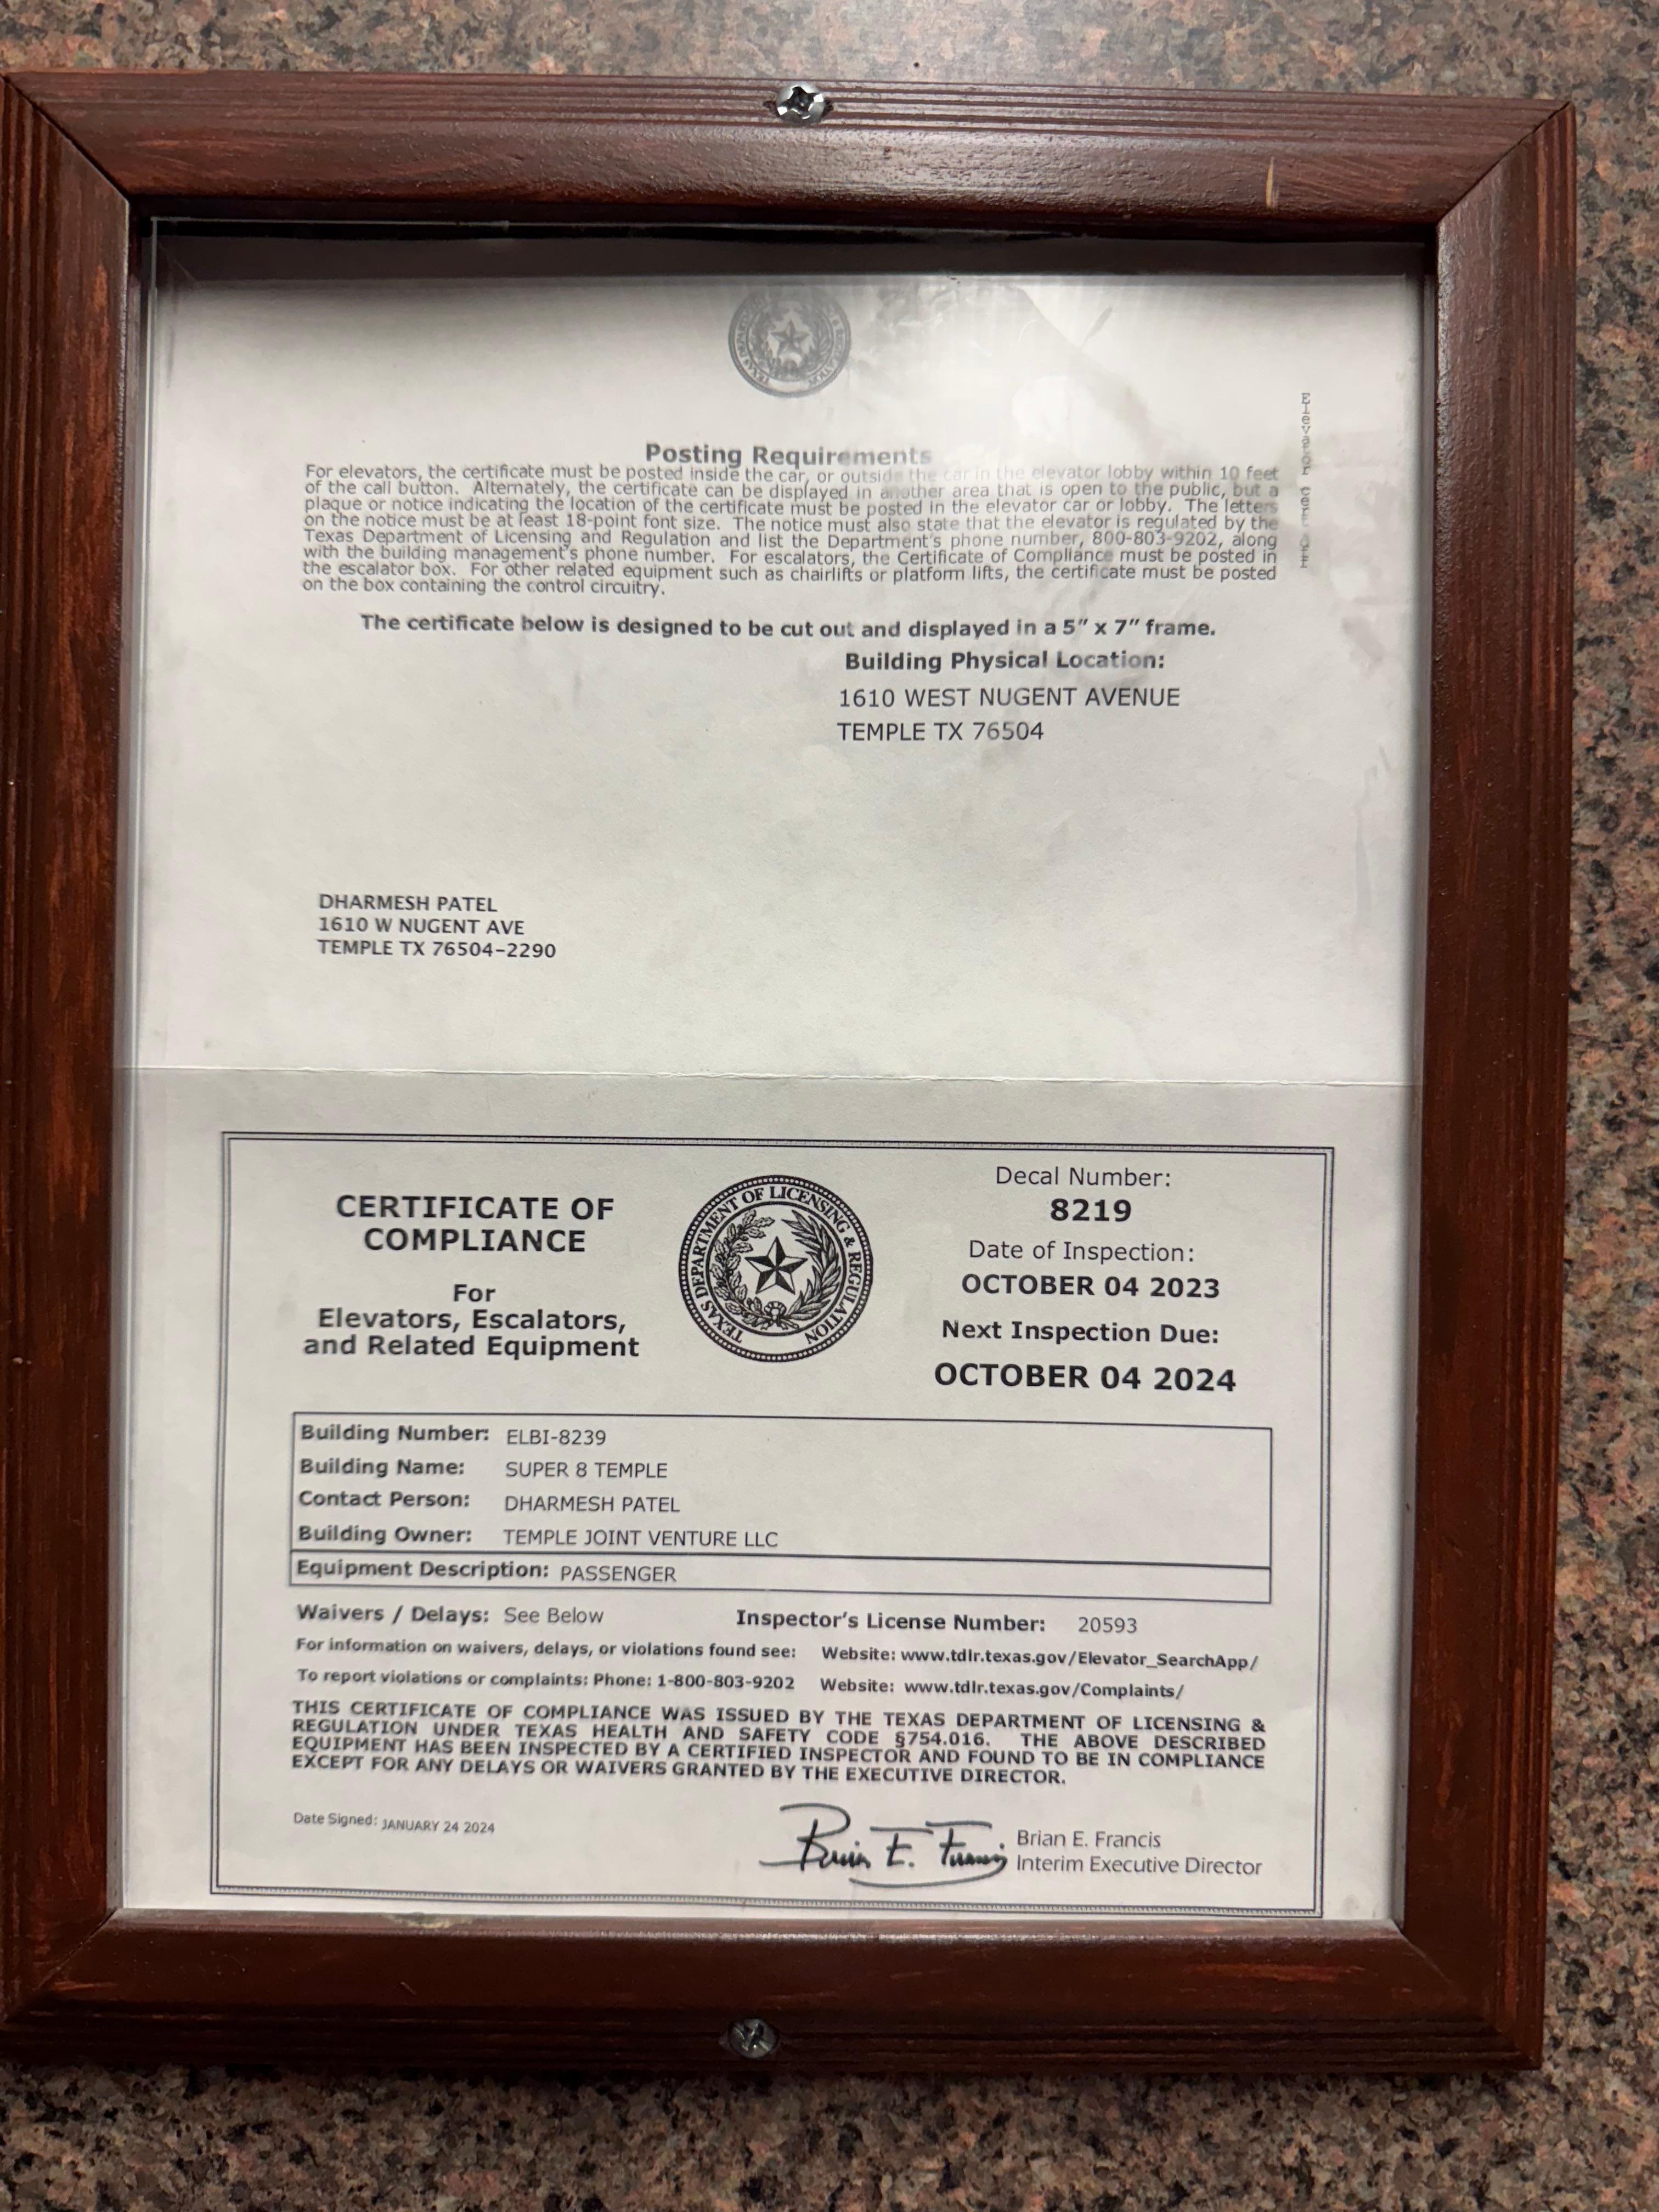 Posting Requirements
For elevators, the certificate must be posted inside the car, or outside the car in the elevator lobby within 10 feet
of the call button. Alternately, the certificate can be displayed in another area that is open to the public, but a
plaque or notice indicating the location of the certificate must be posted in the elevator car or lobby. The letters
on the notice must be at least 18-point font size. The notice must also state that the elevator is regulated by the
Texas Department of Licensing and Regulation and list the Department's phone number, 800-803-9202, along
with the building management's phone number. For escalators, the Certificate of Compliance must be posted in
the escalator box. For other related equipment such as chairlifts or platform lifts, the certificate must be posted
on the box containing the control circuitry.
The certificate below is designed to be cut out and displayed in a 5" x 7" frame.
Building Physical Location:
1610 WEST NUGENT AVENUE
TEMPLE TX 76504
Elevator
DHARMESH PATEL
1610 W NUGENT AVE
TEMPLE TX 76504-2290
CERTIFICATE OF
COMPLIANCE
For
Elevators, Escalators,
and Related Equipment
TEXAS DEPARTMENT OF LICENSING & REGULATION
Decal Number:
8219
Date of Inspection:
OCTOBER 04 2023
Next Inspection Due:
OCTOBER 04 2024
Building Number: ELBI-8239
Building Name: SUPER 8 TEMPLE
Contact Person: DHARMESH PATEL
Building Owner: TEMPLE JOINT VENTURE LLC
Equipment Description: PASSENGER
Waivers / Delays: See Below Inspector's License Number: 20593
For information on waivers, delays, or violations found see: Website: www.tdlr.texas.gov/Elevator_SearchApp/
To report violations or complaints: Phone: 1-800-803-9202 Website: www.tdlr.texas.gov/Complaints/
THIS CERTIFICATE OF COMPLIANCE WAS ISSUED BY THE TEXAS DEPARTMENT OF LICENSING &
REGULATION UNDER TEXAS HEALTH AND SAFETY CODE §754.016. THE ABOVE DESCRIBED
EQUIPMENT HAS BEEN INSPECTED BY A CERTIFIED INSPECTOR AND FOUND TO BE IN COMPLIANCE
EXCEPT FOR ANY DELAYS OR WAIVERS GRANTED BY THE EXECUTIVE DIRECTOR.
Date Signed: JANUARY 24 2024
Brian E. Francis
Brian E. Francis
Interim Executive Director